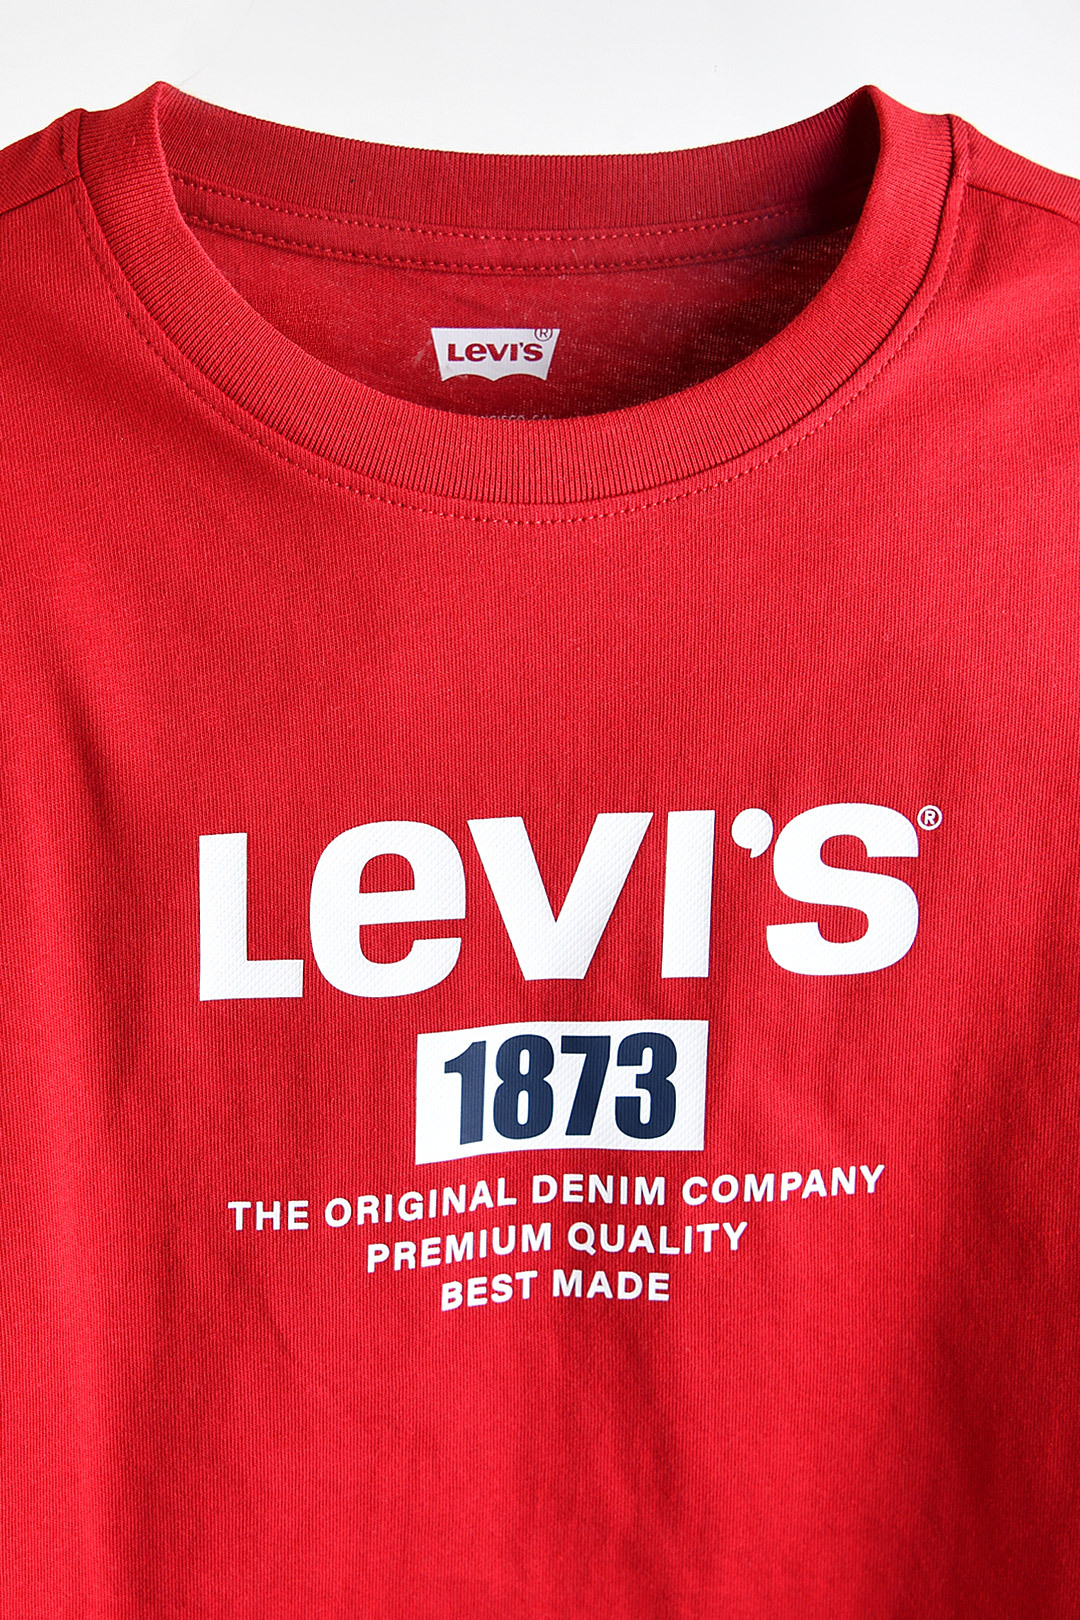 Levi's®
Levi's®
1873
THE ORIGINAL DENIM COMPANY
PREMIUM QUALITY
BEST MADE